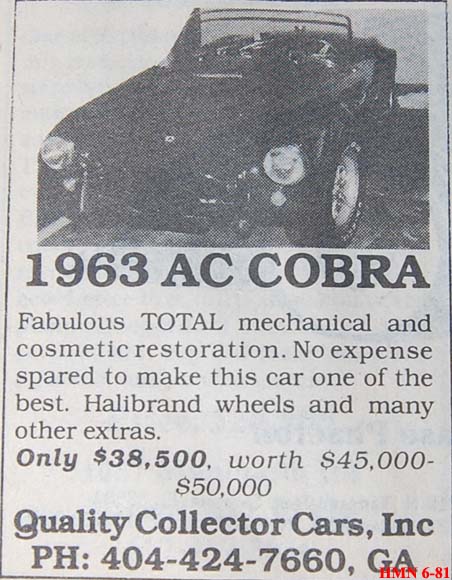 1963 AC COBRA
Fabulous TOTAL mechanical and
cosmetic restoration. No expense
spared to make this car one of the
best. Halibrand wheels and many
other extras.
Only $38,500, worth $45,000-
$50,000
Quality Collector Cars, Inc
PH: 404-424-7660, GA
HMN 6-81